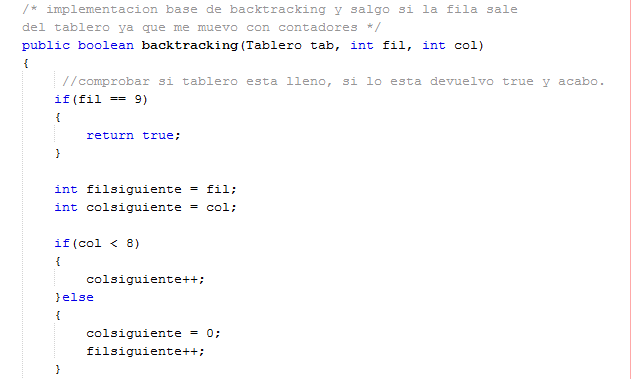 /* implementacion base de backtracking y salgo si la fila sale
del tablero ya que me muevo con contadores */
public boolean backtracking(Tablero tab, int fil, int col)
{
//comprobar si tablero esta lleno, si lo esta devuelvo true y acabo.
if(fil == 9)
{
return true;
}
int filsiguiente = fil;
int colsiguiente = col;
if(col < 8)
{
colsiguiente++;
}else
{
colsiguiente = 0;
filsiguiente++;
}